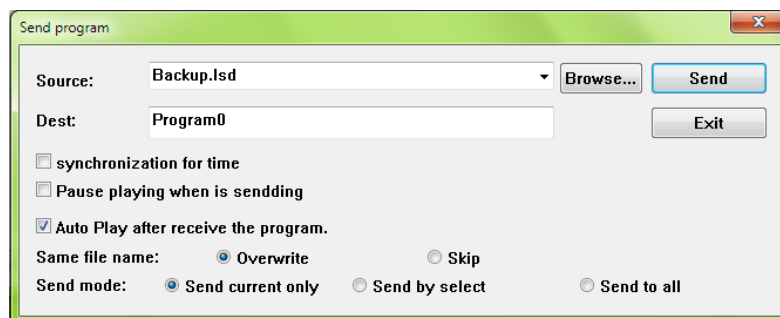 Send program
Source: Backup.lsd Browse... Send
Dest: Program0 Exit
synchronization for time
Pause playing when is sendding
Auto Play after receive the program.
Same file name: Overwrite Skip
Send mode: Send current only Send by select Send to all